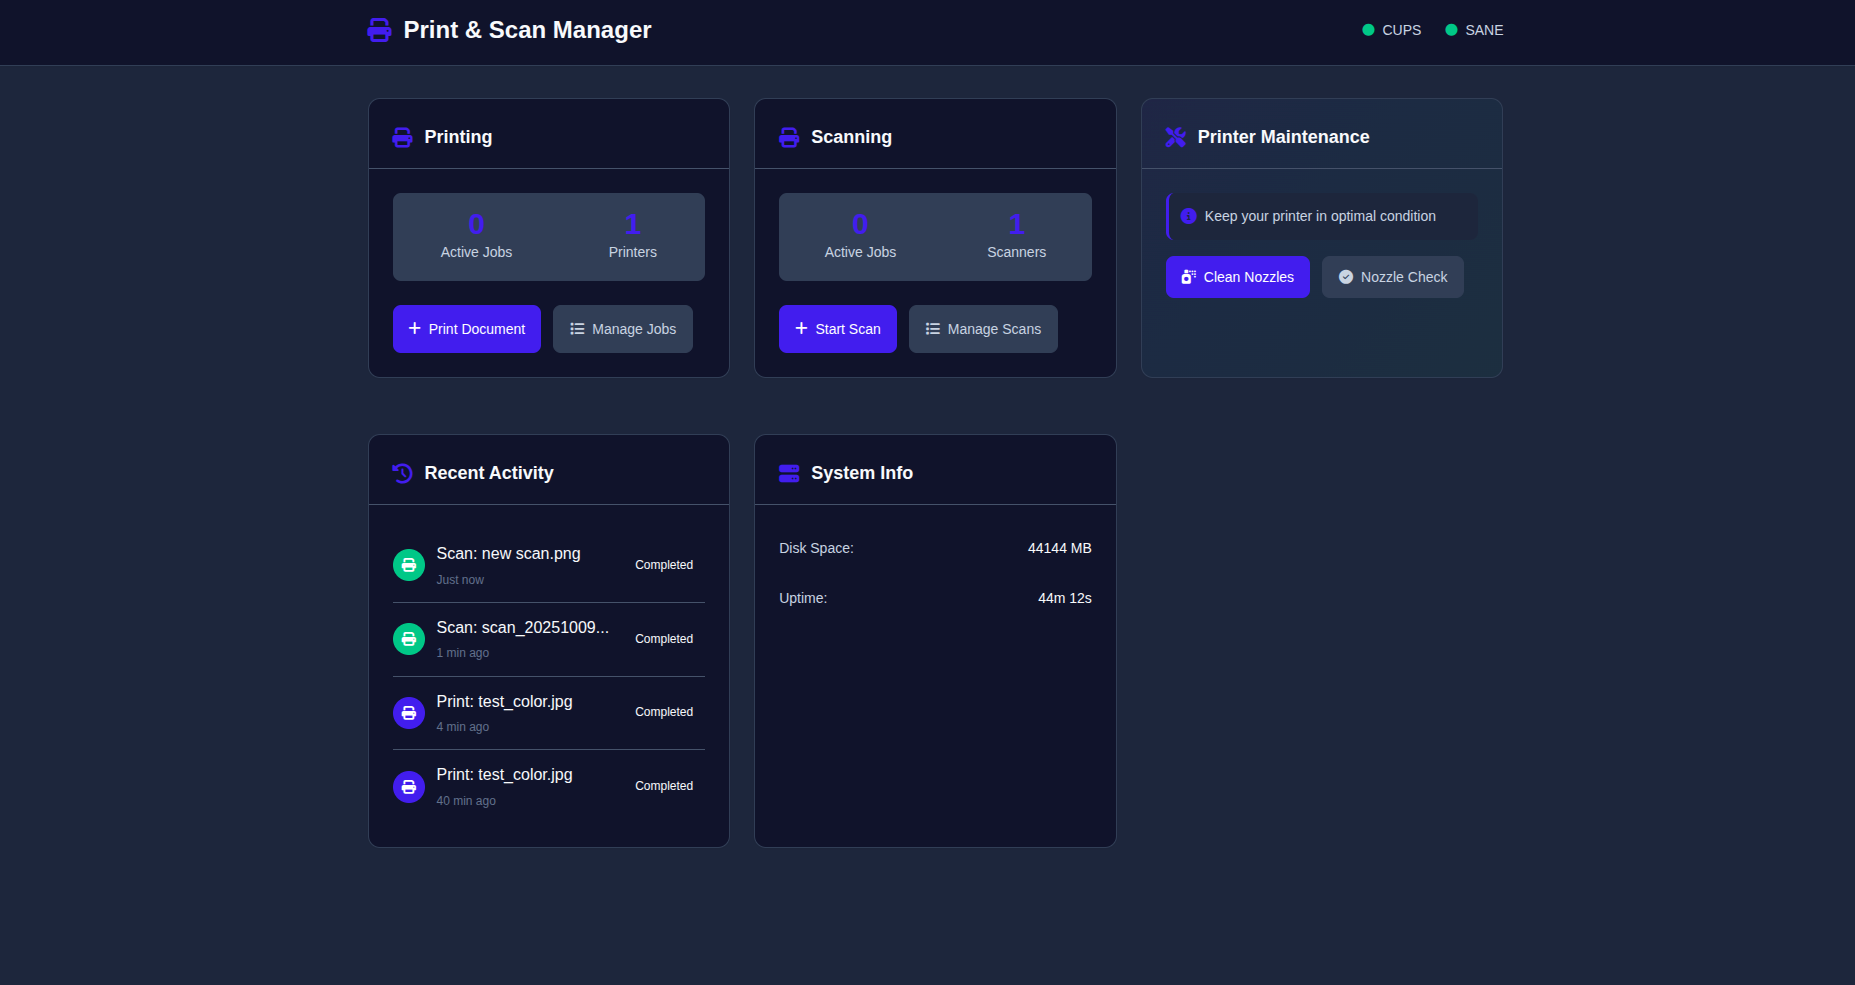 Print & Scan Manager
CUPS
SANE
Printing
0
Active Jobs
1
Printers
Print Document
Manage Jobs
Scanning
0
Active Jobs
1
Scanners
Start Scan
Manage Scans
Printer Maintenance
Keep your printer in optimal condition
Clean Nozzles
Nozzle Check
Recent Activity
Scan: new scan.png
Just now
Completed
Scan: scan_20251009...
1 min ago
Completed
Print: test_color.jpg
4 min ago
Completed
Print: test_color.jpg
40 min ago
Completed
System Info
Disk Space:
44144 MB
Uptime:
44m 12s